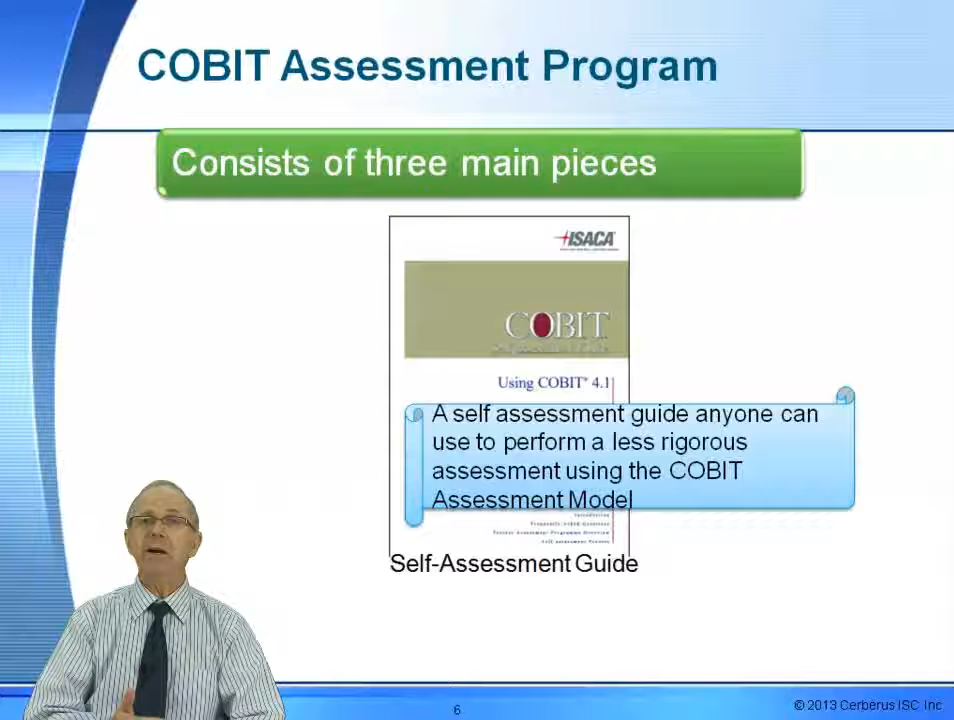 COBIT Assessment Program
Consists of three main pieces
ISACA
COBIT
Using COBIT® 4.1
A self assessment guide anyone can
use to perform a less rigorous
assessment using the COBIT
Assessment Model
Self-Assessment Guide
6
© 2013 Cerberus ISC Inc